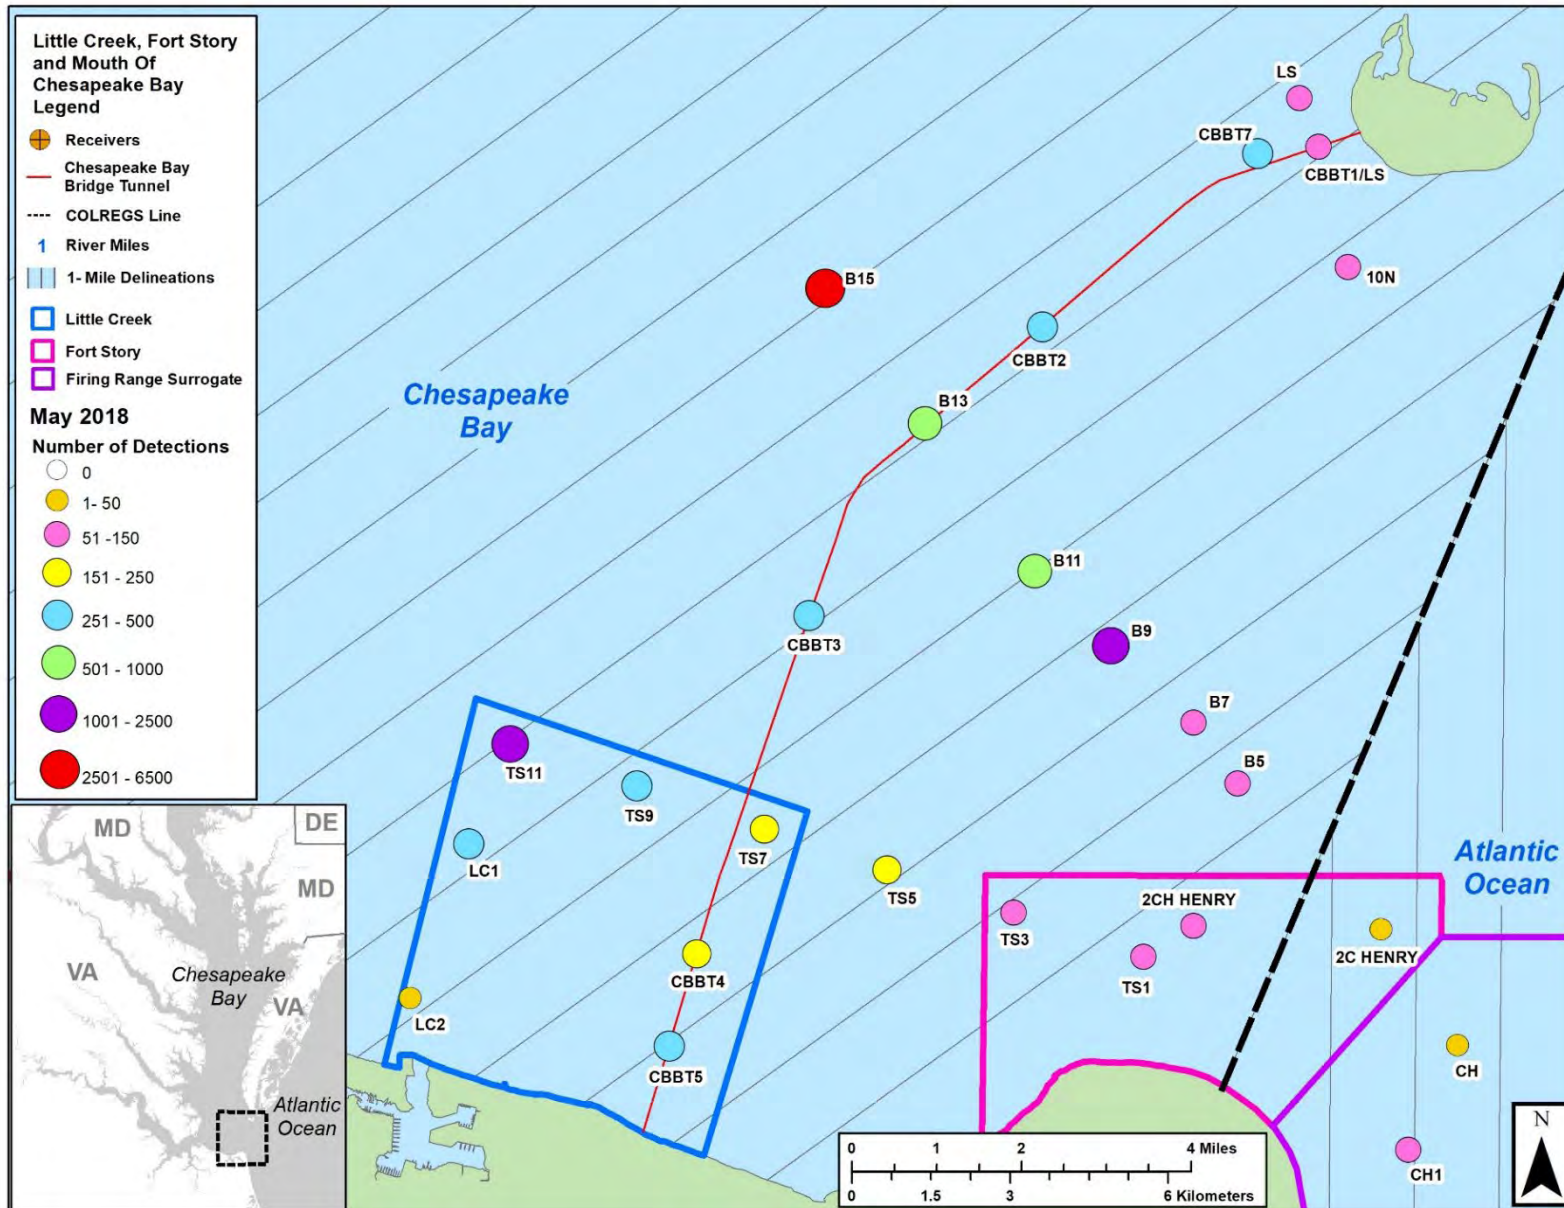 Little Creek, Fort Story
and Mouth Of
Chesapeake Bay
Legend
Receivers
Chesapeake Bay
Bridge Tunnel
COLREGS Line
1 River Miles
1- Mile Delineations
Little Creek
Fort Story
Firing Range Surrogate
May 2018
Number of Detections
0
1- 50
51 -150
151 - 250
251 - 500
501 - 1000
1001 - 2500
2501 - 6500
LS
CBBT7
CBBT1/LS
10N
B15
CBBT2
Chesapeake
Bay
B13
B11
CBBT3
B9
B7
TS11
B5
TS9
TS7
LC1
TS5
Atlantic
Ocean
2CH HENRY
TS3
2C HENRY
TS1
CBBT4
LC2
CBBT5
CH
CH1
MD
DE
MD
VA
Chesapeake
Bay
VA
Atlantic
Ocean
0 1 2 4 Miles
0 1.5 3 6 Kilometers
N